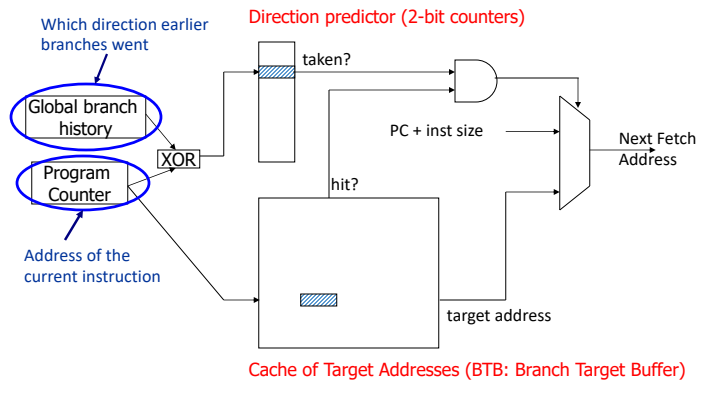 Direction predictor (2-bit counters)
Which direction earlier
branches went
taken?
Global branch
history
PC + inst size
Next Fetch
Address
XOR
Program
Counter
hit?
Address of the
current instruction
target address
Cache of Target Addresses (BTB: Branch Target Buffer)